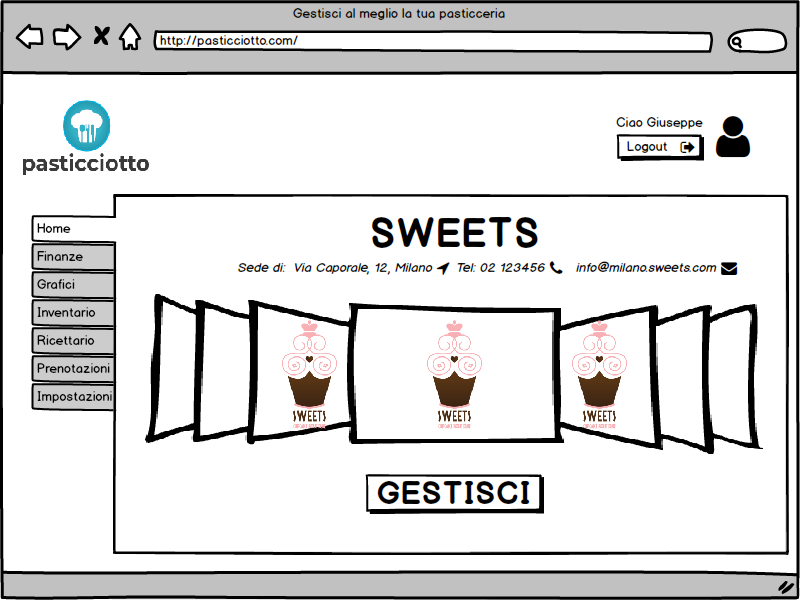 Gestisci al meglio la tua pasticceria
http://pasticciotto.com/
Ciao Giuseppe
Logout
pasticciotto
Home
Finanze
Grafici
Inventario
Ricettario
Prenotazioni
Impostazioni
SWEETS
Sede di: Via Caporale, 12, Milano Tel: 02 123456 info@milano.sweets.com
SWEETS
SWEETS
SWEETS
GESTISCI